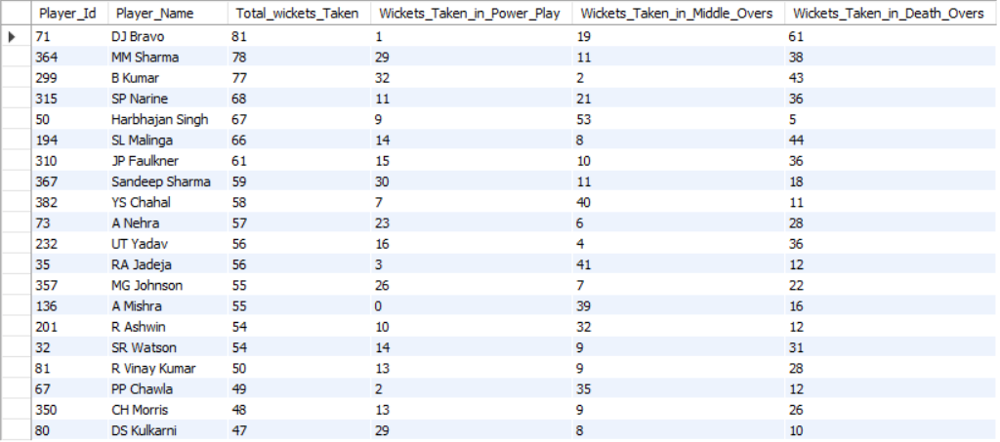 Player_Id Player_Name Total_wickets_Taken Wickets_Taken_in_Power_Play Wickets_Taken_in_Middle_Overs Wickets_Taken_in_Death_Overs
71 DJ Bravo 81 1 19 61
364 MM Sharma 78 29 11 38
299 B Kumar 77 32 2 43
315 SP Narine 68 11 21 36
50 Harbhajan Singh 67 9 53 5
194 SL Malinga 66 14 8 44
310 JP Faulkner 61 15 10 36
367 Sandeep Sharma 59 30 11 18
382 YS Chahal 58 7 40 11
73 A Nehra 57 23 6 28
232 UT Yadav 56 16 4 36
35 RA Jadeja 56 3 41 12
357 MG Johnson 55 26 7 22
136 A Mishra 55 0 39 16
201 R Ashwin 54 10 32 12
32 SR Watson 54 14 9 31
81 R Vinay Kumar 50 13 9 28
67 PP Chawla 49 2 35 12
350 CH Morris 48 13 9 26
80 DS Kulkarni 47 29 8 10